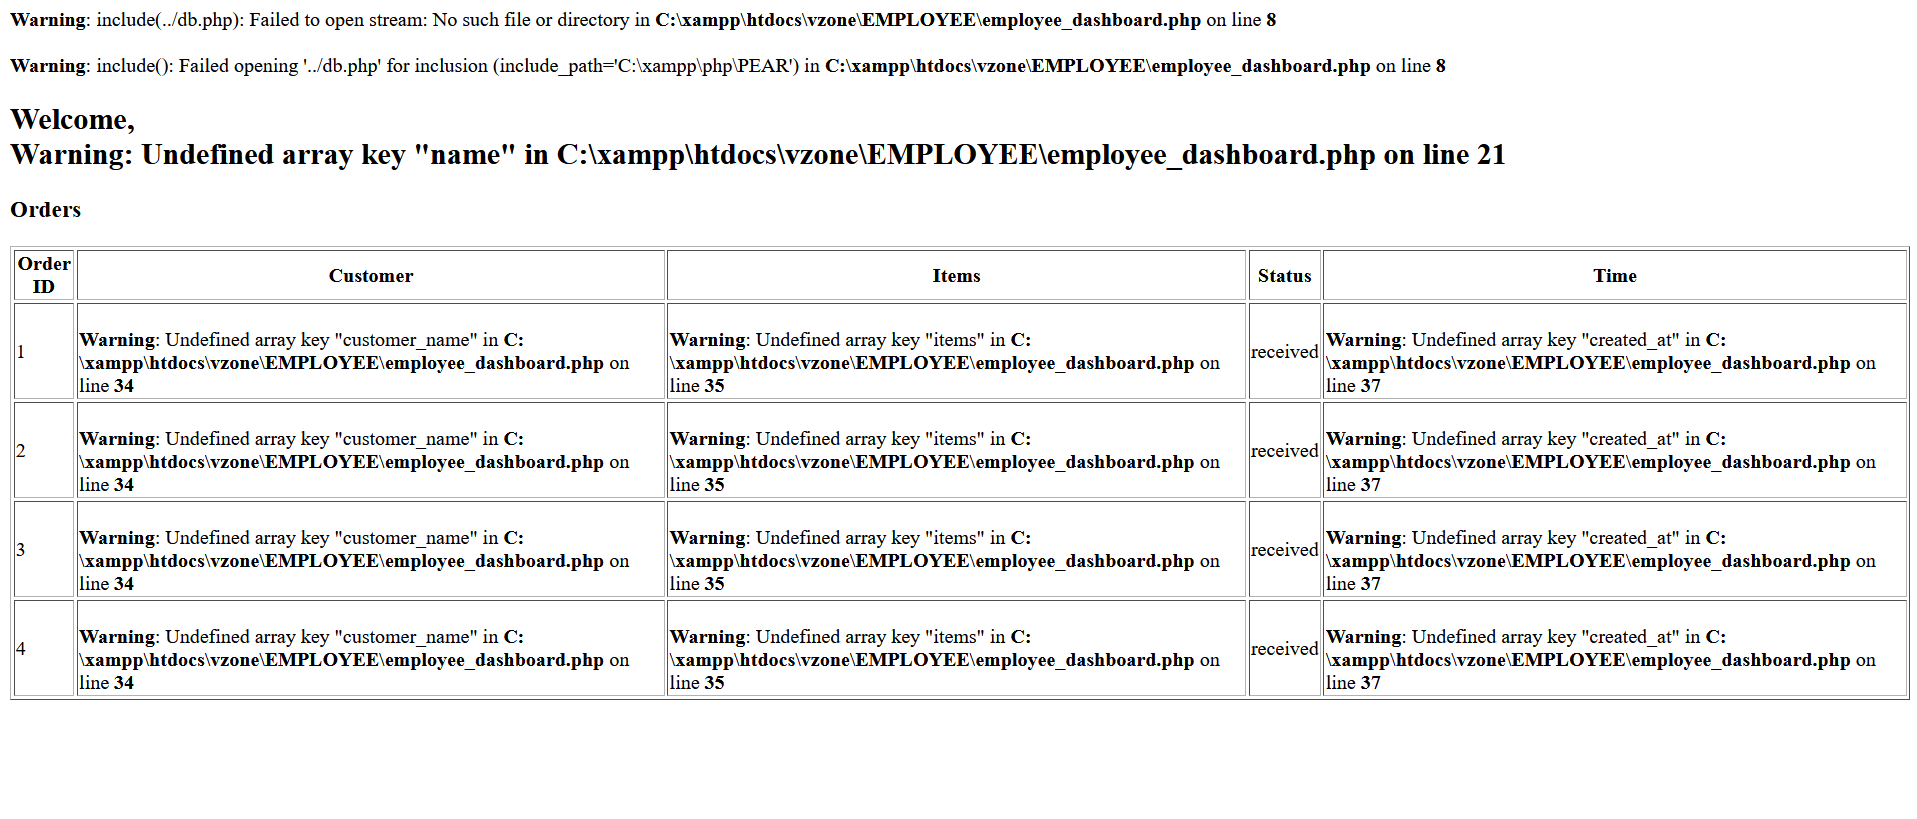 Warning: include(../db.php): Failed to open stream: No such file or directory in C:\xampp\htdocs\vzone\EMPLOYEE\employee_dashboard.php on line 8
Warning: include(): Failed opening '../db.php' for inclusion (include_path='C:\xampp\php\PEAR') in C:\xampp\htdocs\vzone\EMPLOYEE\employee_dashboard.php on line 8
Welcome,
Warning: Undefined array key "name" in C:\xampp\htdocs\vzone\EMPLOYEE\employee_dashboard.php on line 21
Orders
Order
ID
Customer
Items
Status
Time
1
Warning: Undefined array key "customer_name" in C:
\xampp\htdocs\vzone\EMPLOYEE\employee_dashboard.php on
line 34
Warning: Undefined array key "items" in C:
\xampp\htdocs\vzone\EMPLOYEE\employee_dashboard.php on
line 35
received
Warning: Undefined array key "created_at" in C:
\xampp\htdocs\vzone\EMPLOYEE\employee_dashboard.php on
line 37
2
Warning: Undefined array key "customer_name" in C:
\xampp\htdocs\vzone\EMPLOYEE\employee_dashboard.php on
line 34
Warning: Undefined array key "items" in C:
\xampp\htdocs\vzone\EMPLOYEE\employee_dashboard.php on
line 35
received
Warning: Undefined array key "created_at" in C:
\xampp\htdocs\vzone\EMPLOYEE\employee_dashboard.php on
line 37
3
Warning: Undefined array key "customer_name" in C:
\xampp\htdocs\vzone\EMPLOYEE\employee_dashboard.php on
line 34
Warning: Undefined array key "items" in C:
\xampp\htdocs\vzone\EMPLOYEE\employee_dashboard.php on
line 35
received
Warning: Undefined array key "created_at" in C:
\xampp\htdocs\vzone\EMPLOYEE\employee_dashboard.php on
line 37
4
Warning: Undefined array key "customer_name" in C:
\xampp\htdocs\vzone\EMPLOYEE\employee_dashboard.php on
line 34
Warning: Undefined array key "items" in C:
\xampp\htdocs\vzone\EMPLOYEE\employee_dashboard.php on
line 35
received
Warning: Undefined array key "created_at" in C:
\xampp\htdocs\vzone\EMPLOYEE\employee_dashboard.php on
line 37